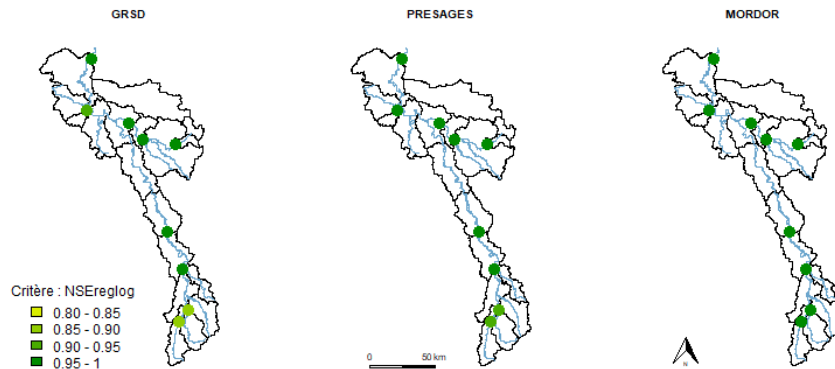 GRSD
PRESAGES
MORDOR
Critère : NSEreglog
0.80 - 0.85
0.85 - 0.90
0.90 - 0.95
0.95 - 1
0 50 km
N